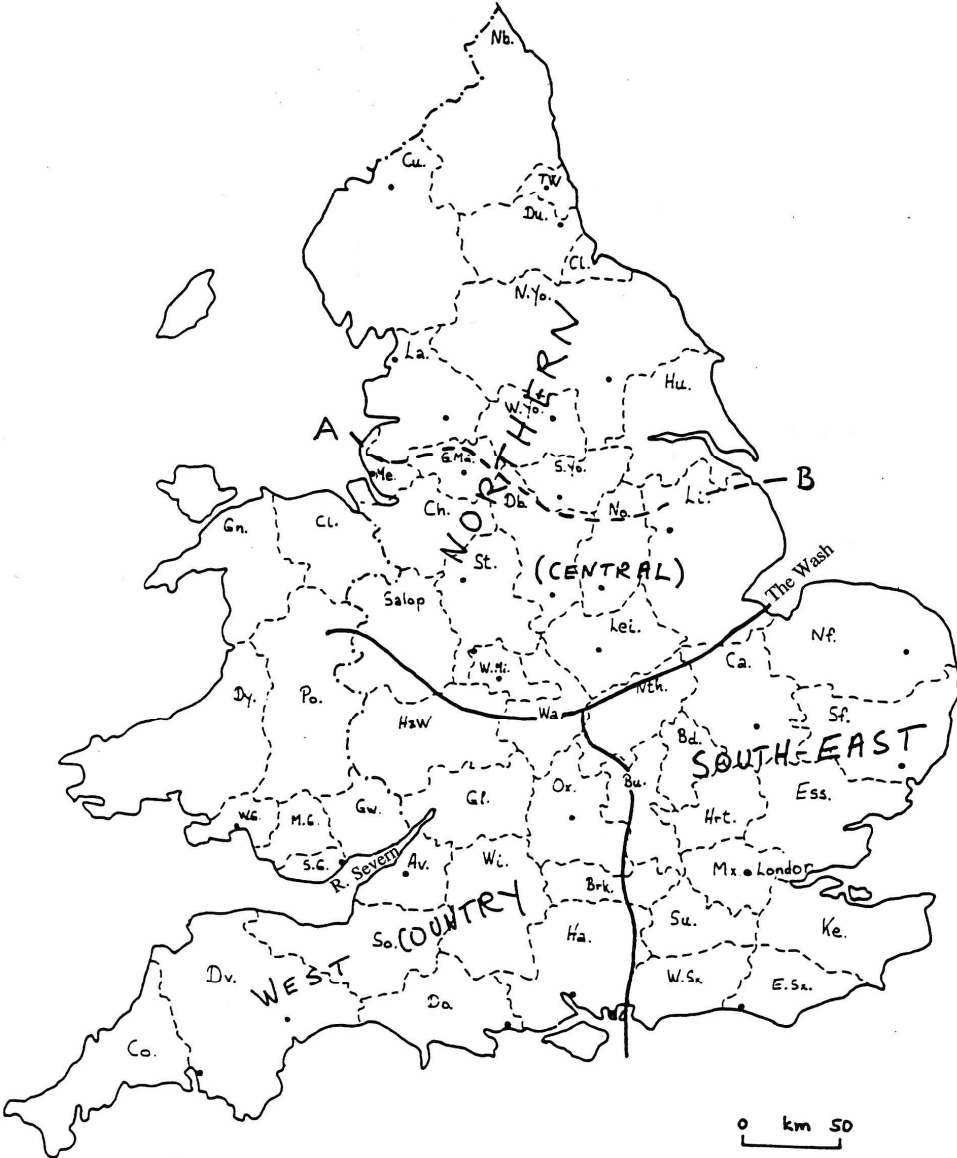 Nb.
Cu.
TW
Du.
Cl.
N.Yo.
La.
Hu.
W.Yo.
NORTHERN
A
G.Ma.
S.Yo.
Me.
B
Ch.
Db.
No.
Li.
Gn.
Cl.
St.
(CENTRAL)
The Wash
Salop
Lei.
Nf.
Ca.
W.Mi.
Nth.
Dy.
Po.
H&W
Wa.
Sf.
Bd.
SOUTH-EAST
Bu.
Ox.
Ess.
W.G.
M.G.
Gw.
Gl.
Hrt.
S.G.
R. Severn
Av.
Wi.
Mx.
London
Brk.
So.
Ha.
Su.
Ke.
WEST COUNTRY
Dv.
W.Sx
E.Sx.
Do.
Co.
0 km 50